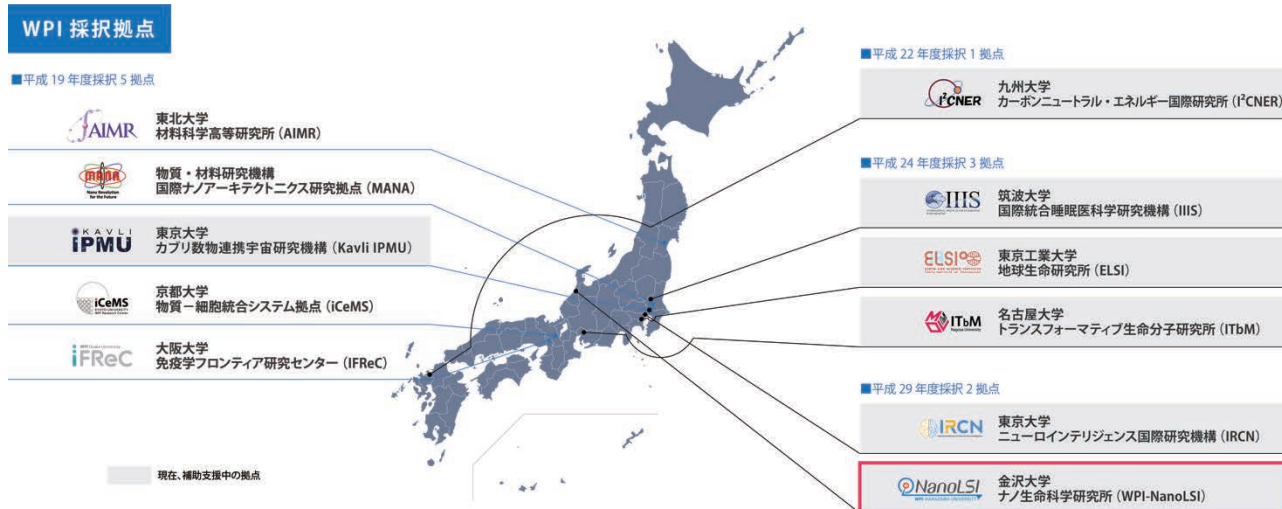 WPI 採択拠点
■平成 19 年度採択 5 拠点
AIMR
東北大学
材料科学高等研究所 (AIMR)
MANA
Nano Revolution
for the Future
物質・材料研究機構
国際ナノアーキテクトニクス研究拠点 (MANA)
KAVLI
IPMU
東京大学
カブリ数物連携宇宙研究機構 (Kavli IPMU)
iCeMS
京都大学
物質－細胞統合システム拠点 (iCeMS)
iFReC
大阪大学
免疫学フロンティア研究センター (IFReC)
現在、補助支援中の拠点
■平成 22 年度採択 1 拠点
I²CNER
九州大学
カーボンニュートラル・エネルギー国際研究所 (I²CNER)
■平成 24 年度採択 3 拠点
IIIS
筑波大学
国際統合睡眠医科学研究機構 (IIIS)
ELSI
東京工業大学
地球生命研究所 (ELSI)
ITbM
Nagoya University
名古屋大学
トランスフォーマティブ生命分子研究所 (ITbM)
■平成 29 年度採択 2 拠点
IRCN
東京大学
ニューロインテリジェンス国際研究機構 (IRCN)
NanoLSI
WPI KANAZAWA UNIVERSITY
金沢大学
ナノ生命科学研究所 (WPI-NanoLSI)